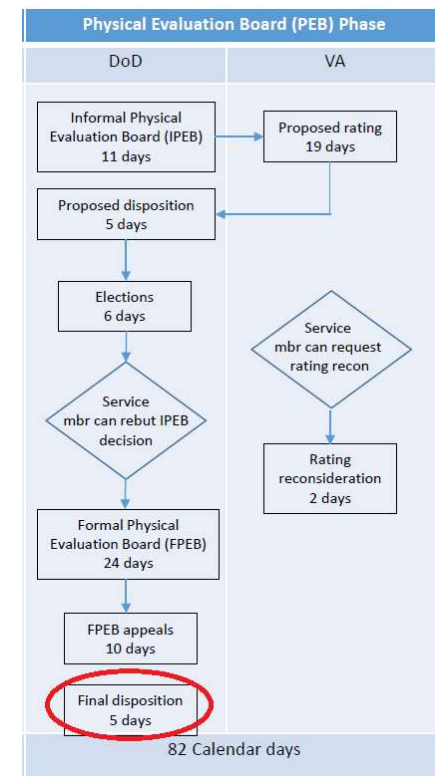 Physical Evaluation Board (PEB) Phase
DoD
VA
Informal Physical
Evaluation Board (IPEB)
11 days
Proposed rating
19 days
Proposed disposition
5 days
Elections
6 days
Service
mbr can request
rating recon
Service
mbr can rebut IPEB
decision
Rating
reconsideration
2 days
Formal Physical
Evaluation Board (FPEB)
24 days
FPEB appeals
10 days
Final disposition
5 days
82 Calendar days